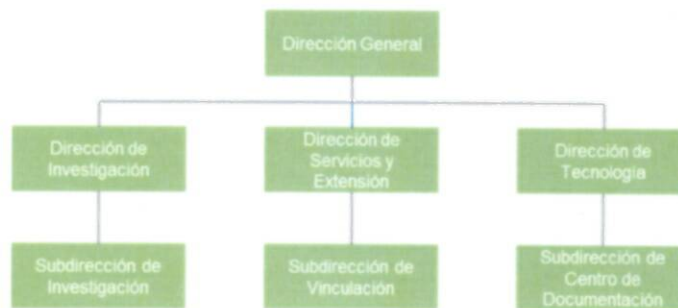 Dirección General
Dirección de
Investigación
Dirección de
Servicios y
Extensión
Dirección de
Tecnología
Subdirección de
Investigación
Subdirección de
Vinculación
Subdirección de
Centro de
Documentación